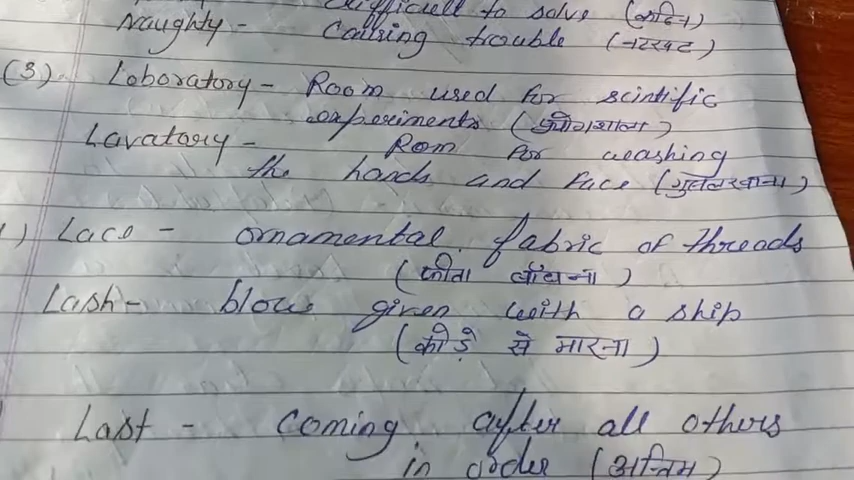 difficult to solve (कठिन)
Naughty - Causing trouble (नटखट)
(3). Loboratory - Room used for scintific
experiments (प्रयोगशाला)
Lavatory - Rom for washing
the hands and face (गुसलखाना)
) Lace - ornamental fabric of threads
(फीता बाँधना)
Lash - blow given with a ship
(कोड़े से मारना)
Last - Coming after all others
in order (अन्तिम)